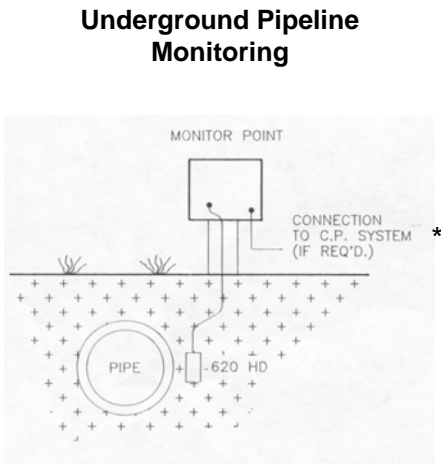 Underground Pipeline
Monitoring
MONITOR POINT
CONNECTION
TO C.P. SYSTEM *
(IF REQ'D.)
PIPE
620 HD